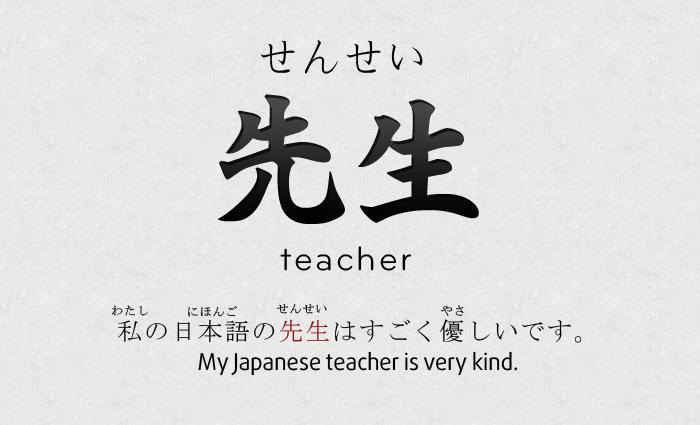 せんせい
先生
teacher
わたし にほんご せんせい やさ
私の日本語の先生はすごく優しいです。
My Japanese teacher is very kind.